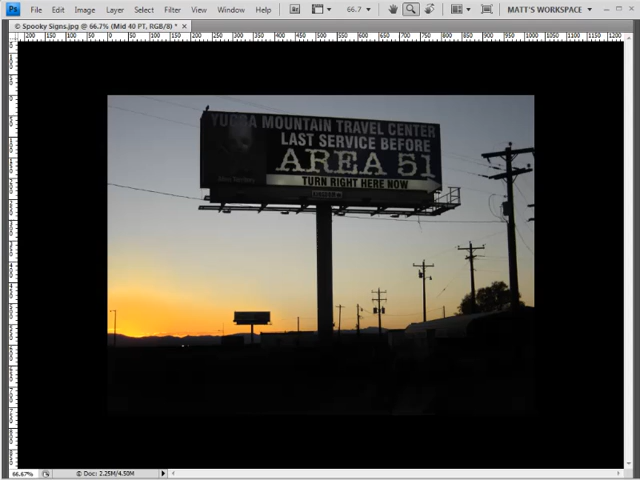 Ps File Edit Image Layer Select Filter View Window Help Br 66.7 MATT'S WORKSPACE
© Spooky Signs.jpg @ 66.7% (Mid 40 PT, RGB/8) *
YUCCA MOUNTAIN TRAVEL CENTER
LAST SERVICE BEFORE
AREA 51
TURN RIGHT HERE NOW
66.67% © Doc: 2.25M/4.50M